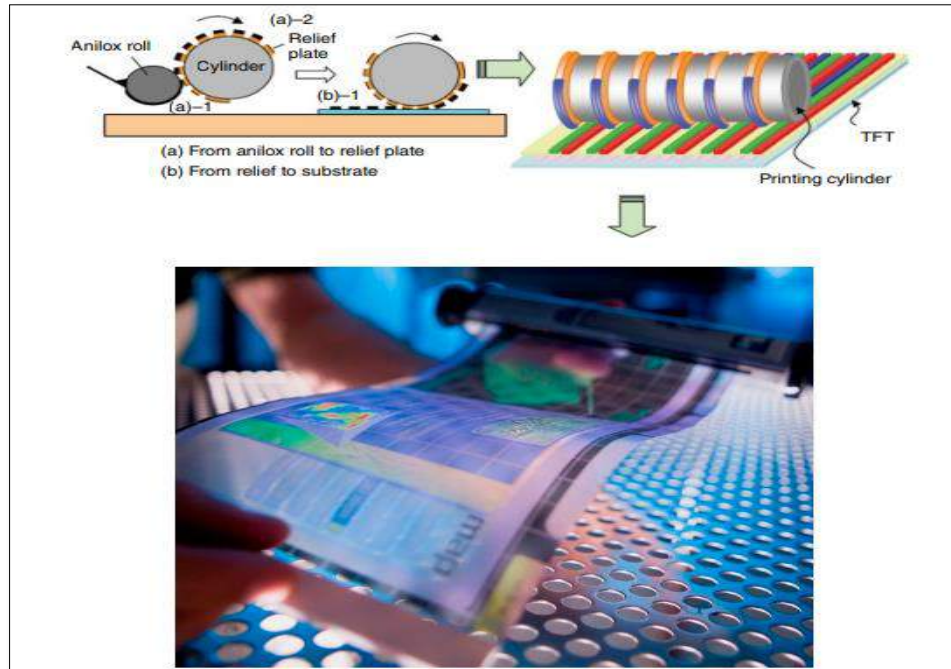 (a)–2
Anilox roll
Relief
plate
Cylinder
(a)–1
(b)–1
TFT
(a) From anilox roll to relief plate
(b) From relief to substrate
Printing cylinder
map